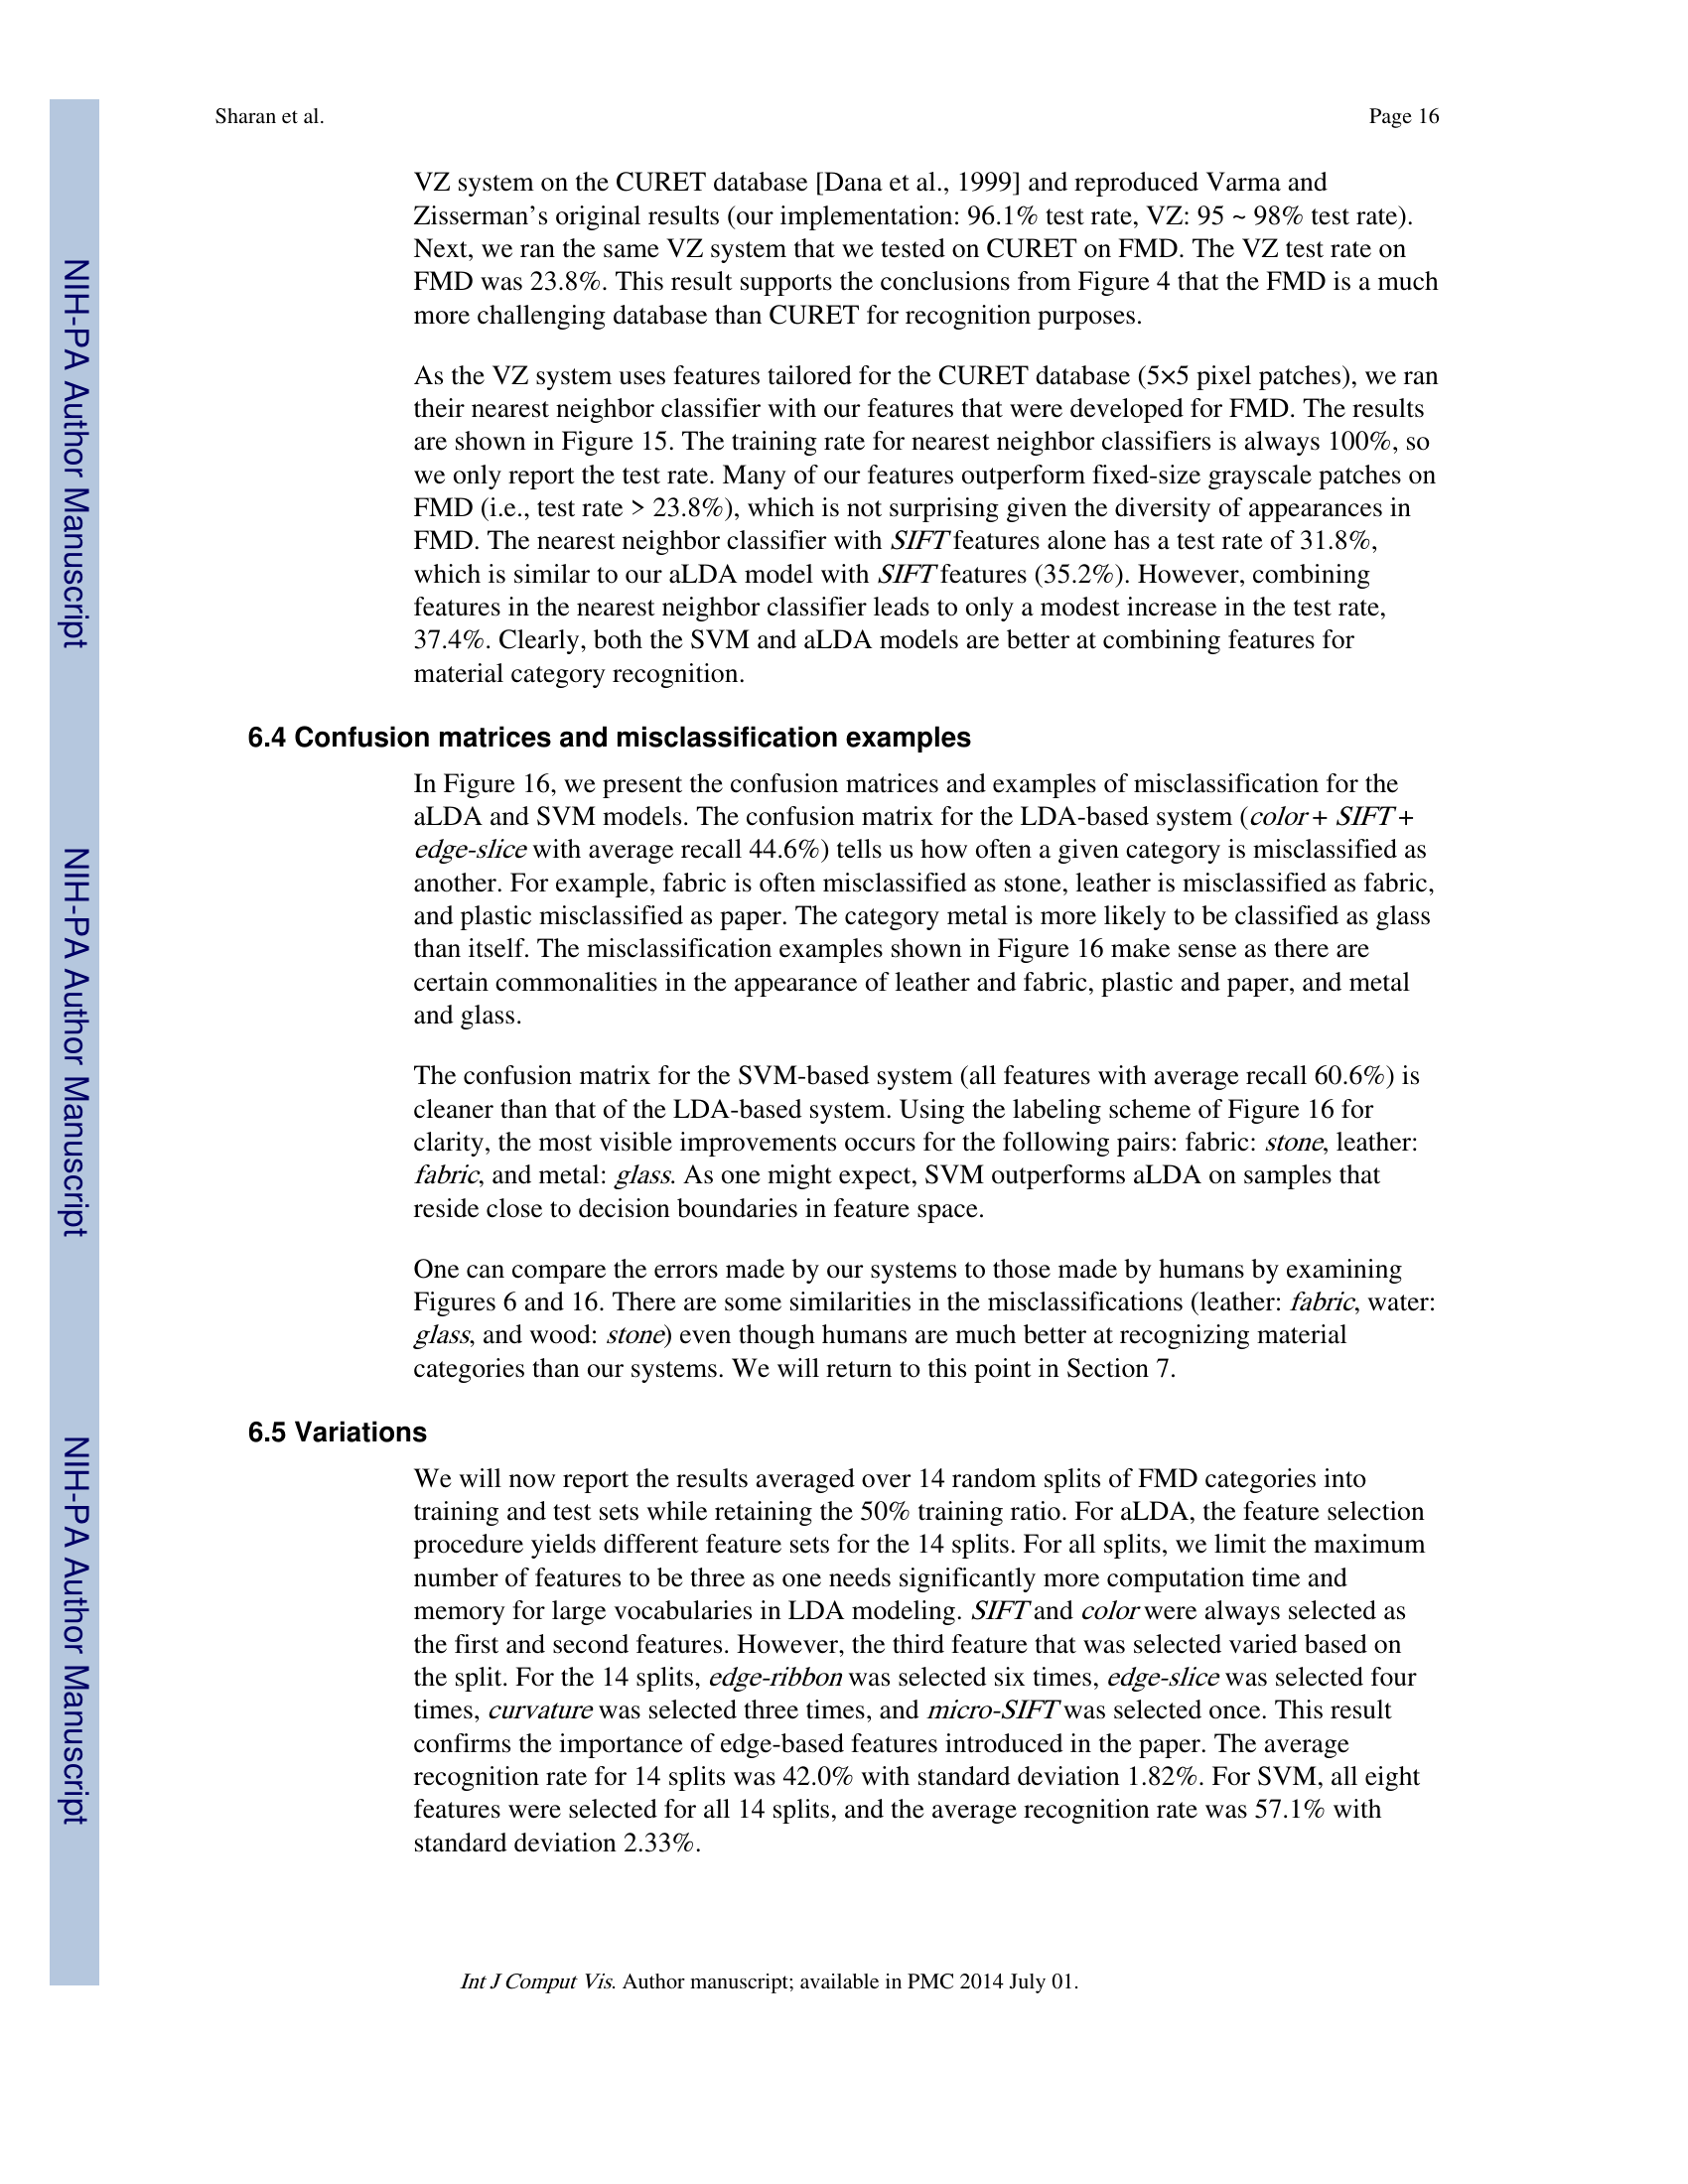 Sharan et al.
Page 16
NIH-PA Author Manuscript
NIH-PA Author Manuscript
NIH-PA Author Manuscript
VZ system on the CURET database [Dana et al., 1999] and reproduced Varma and
Zisserman’s original results (our implementation: 96.1% test rate, VZ: 95 ~ 98% test rate).
Next, we ran the same VZ system that we tested on CURET on FMD. The VZ test rate on
FMD was 23.8%. This result supports the conclusions from Figure 4 that the FMD is a much
more challenging database than CURET for recognition purposes.
As the VZ system uses features tailored for the CURET database (5×5 pixel patches), we ran
their nearest neighbor classifier with our features that were developed for FMD. The results
are shown in Figure 15. The training rate for nearest neighbor classifiers is always 100%, so
we only report the test rate. Many of our features outperform fixed-size grayscale patches on
FMD (i.e., test rate > 23.8%), which is not surprising given the diversity of appearances in
FMD. The nearest neighbor classifier with SIFT features alone has a test rate of 31.8%,
which is similar to our aLDA model with SIFT features (35.2%). However, combining
features in the nearest neighbor classifier leads to only a modest increase in the test rate,
37.4%. Clearly, both the SVM and aLDA models are better at combining features for
material category recognition.
6.4 Confusion matrices and misclassification examples
In Figure 16, we present the confusion matrices and examples of misclassification for the
aLDA and SVM models. The confusion matrix for the LDA-based system (color + SIFT +
edge-slice with average recall 44.6%) tells us how often a given category is misclassified as
another. For example, fabric is often misclassified as stone, leather is misclassified as fabric,
and plastic misclassified as paper. The category metal is more likely to be classified as glass
than itself. The misclassification examples shown in Figure 16 make sense as there are
certain commonalities in the appearance of leather and fabric, plastic and paper, and metal
and glass.
The confusion matrix for the SVM-based system (all features with average recall 60.6%) is
cleaner than that of the LDA-based system. Using the labeling scheme of Figure 16 for
clarity, the most visible improvements occurs for the following pairs: fabric: stone, leather:
fabric, and metal: glass. As one might expect, SVM outperforms aLDA on samples that
reside close to decision boundaries in feature space.
One can compare the errors made by our systems to those made by humans by examining
Figures 6 and 16. There are some similarities in the misclassifications (leather: fabric, water:
glass, and wood: stone) even though humans are much better at recognizing material
categories than our systems. We will return to this point in Section 7.
6.5 Variations
We will now report the results averaged over 14 random splits of FMD categories into
training and test sets while retaining the 50% training ratio. For aLDA, the feature selection
procedure yields different feature sets for the 14 splits. For all splits, we limit the maximum
number of features to be three as one needs significantly more computation time and
memory for large vocabularies in LDA modeling. SIFT and color were always selected as
the first and second features. However, the third feature that was selected varied based on
the split. For the 14 splits, edge-ribbon was selected six times, edge-slice was selected four
times, curvature was selected three times, and micro-SIFT was selected once. This result
confirms the importance of edge-based features introduced in the paper. The average
recognition rate for 14 splits was 42.0% with standard deviation 1.82%. For SVM, all eight
features were selected for all 14 splits, and the average recognition rate was 57.1% with
standard deviation 2.33%.
Int J Comput Vis. Author manuscript; available in PMC 2014 July 01.